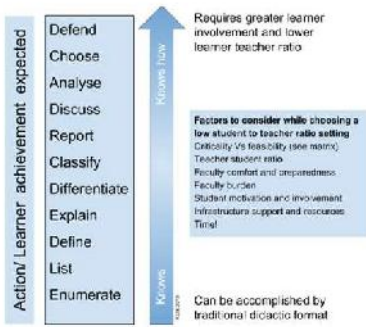 Action/ Learner achievement expected
Defend
Choose
Analyse
Discuss
Report
Classify
Differentiate
Explain
Define
List
Enumerate
Knows how
Knows
Requires greater learner
involvement and lower
learner teacher ratio
Factors to consider while choosing a
low student to teacher ratio setting
Criticality Vs feasibility (see matrix)
Teacher student ratio
Faculty comfort and preparedness
Faculty burden
Student motivation and involvement
Infrastructure support and resources
Time!
Can be accomplished by
traditional didactic format